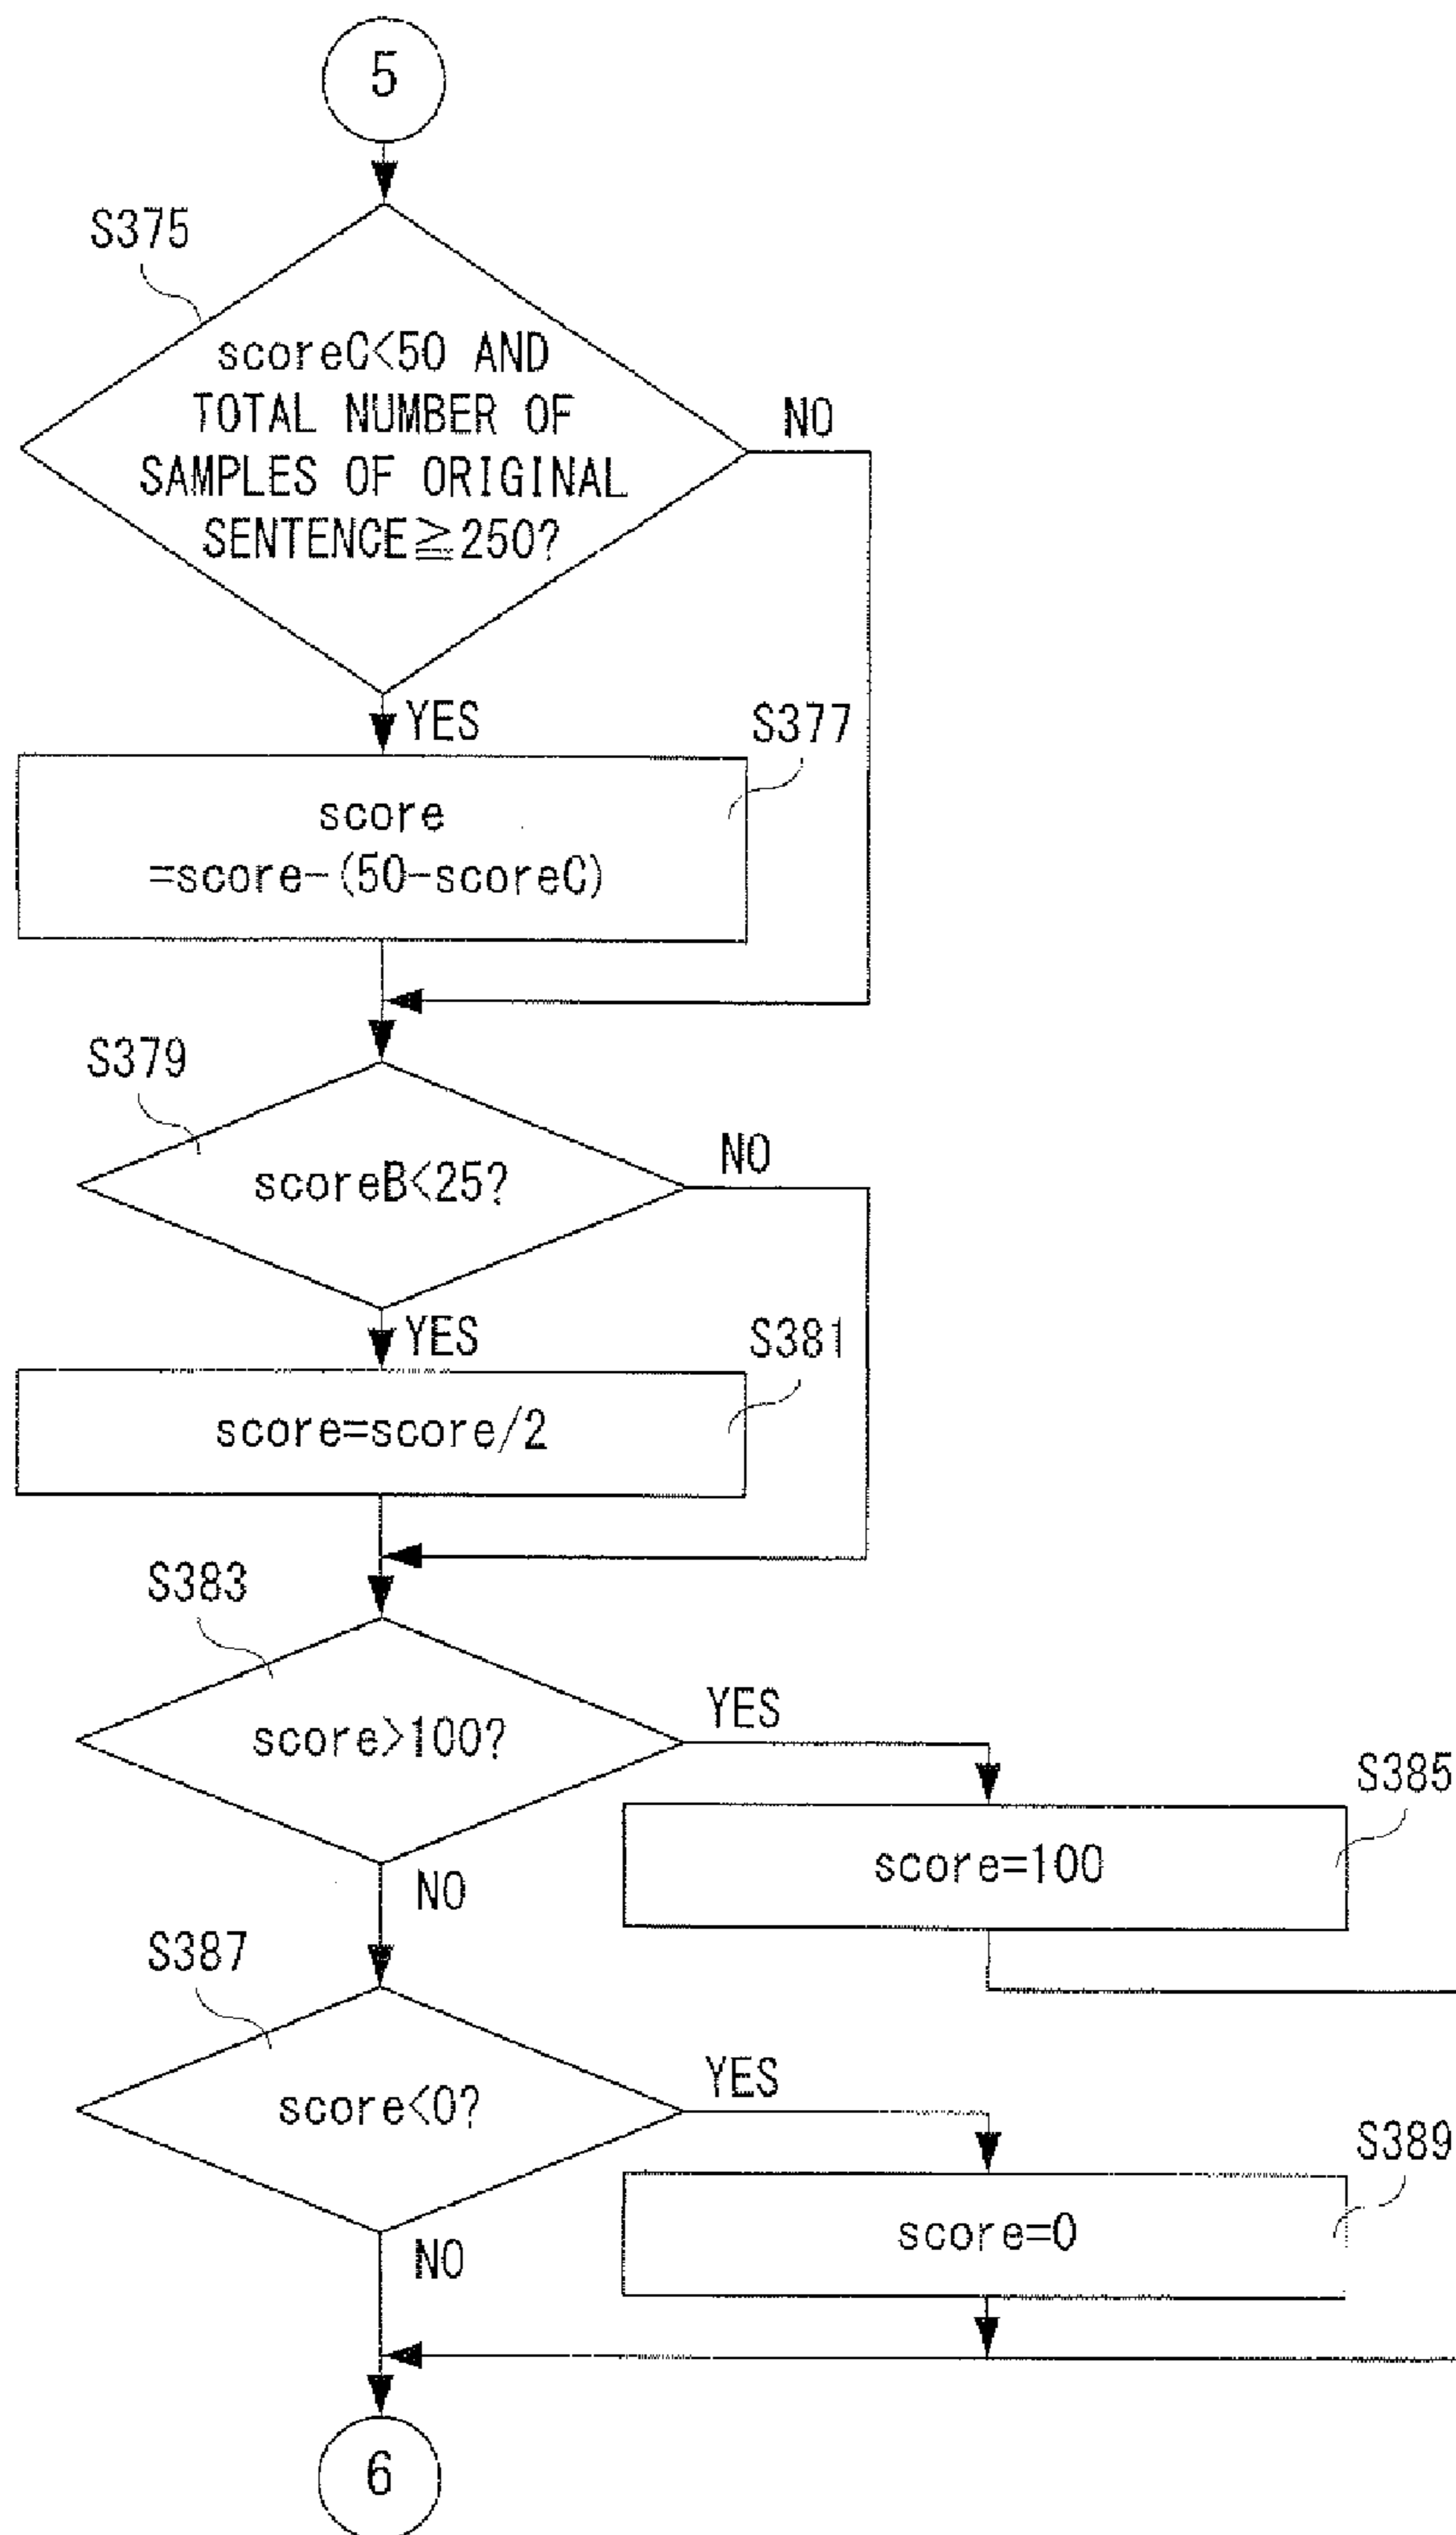 5
S375
scoreC<50 AND
TOTAL NUMBER OF
SAMPLES OF ORIGINAL
SENTENCE≧250?
NO
YES
S377
score
=score-(50-scoreC)
S379
scoreB<25?
NO
YES
S381
score=score/2
S383
score>100?
YES
S385
score=100
NO
S387
score<0?
YES
S389
score=0
NO
6